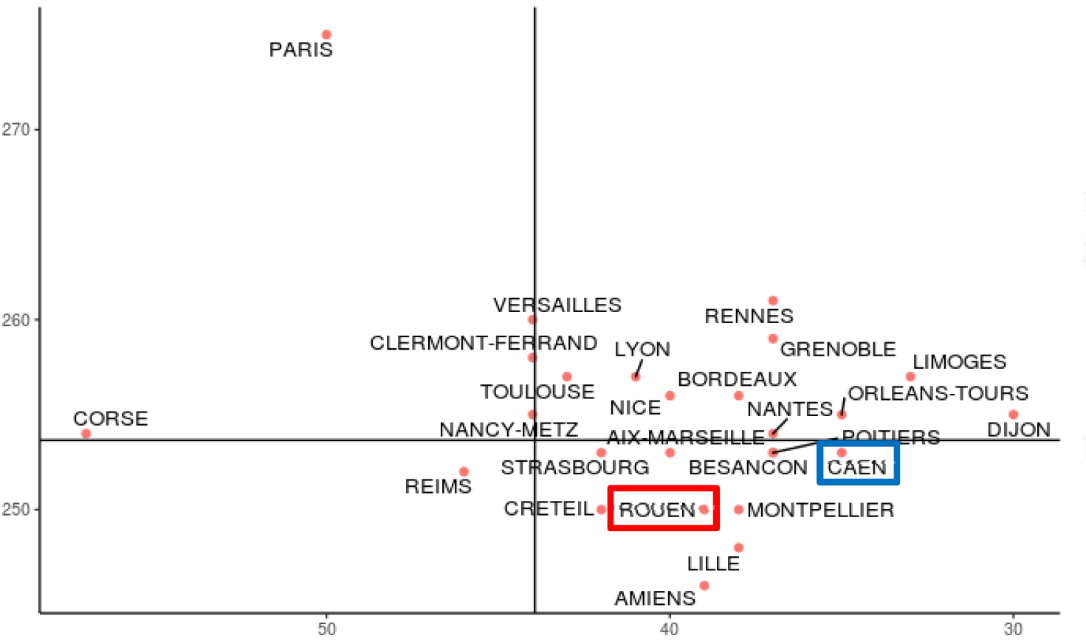 PARIS
270
VERSAILLES
260
RENNES
CLERMONT-FERRAND
LYON
GRENOBLE
LIMOGES
TOULOUSE
BORDEAUX
ORLEANS-TOURS
NICE
NANTES
CORSE
NANCY-METZ
DIJON
AIX-MARSEILLE
POITIERS
STRASBOURG
BESANCON
CAEN
REIMS
CRETEIL
ROUEN
MONTPELLIER
250
LILLE
AMIENS
50
40
30